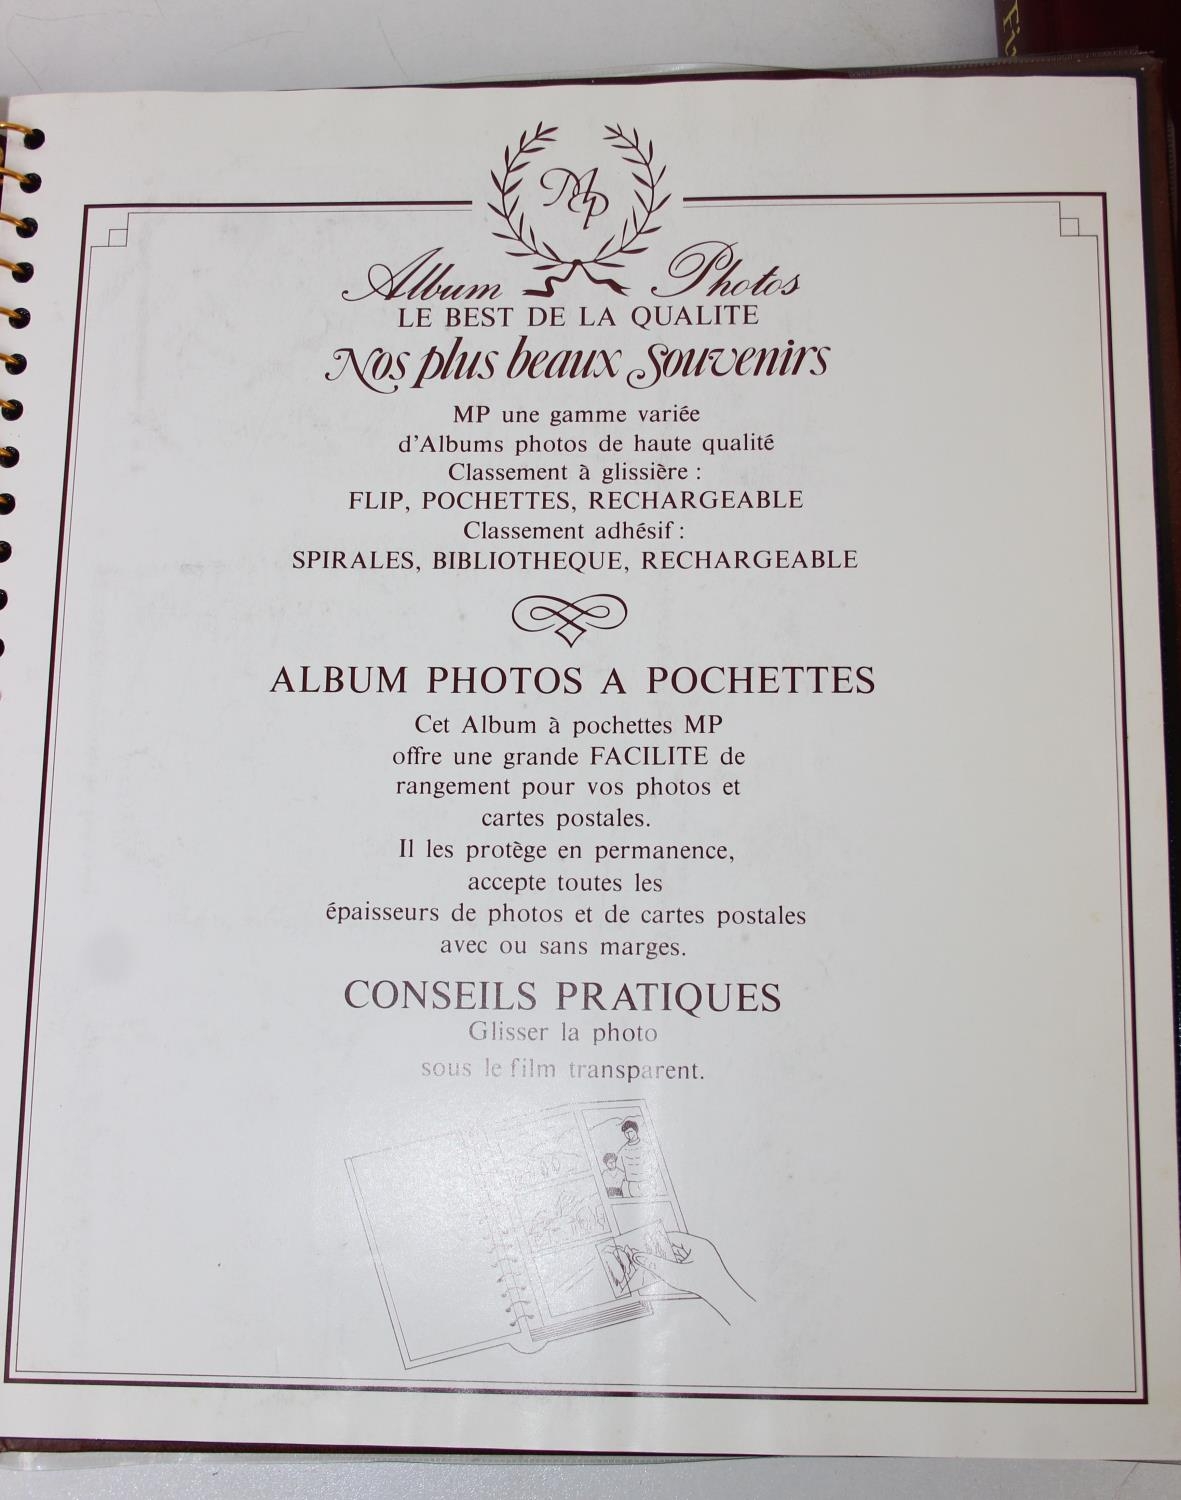 MP
Album Photos
LE BEST DE LA QUALITE
Nos plus beaux Souvenirs
MP une gamme variée
d'Albums photos de haute qualité
Classement à glissière :
FLIP, POCHETTES, RECHARGEABLE
Classement adhésif :
SPIRALES, BIBLIOTHEQUE, RECHARGEABLE
ALBUM PHOTOS A POCHETTES
Cet Album à pochettes MP
offre une grande FACILITE de
rangement pour vos photos et
cartes postales.
Il les protège en permanence,
accepte toutes les
épaisseurs de photos et de cartes postales
avec ou sans marges.
CONSEILS PRATIQUES
Glisser la photo
sous le film transparent.